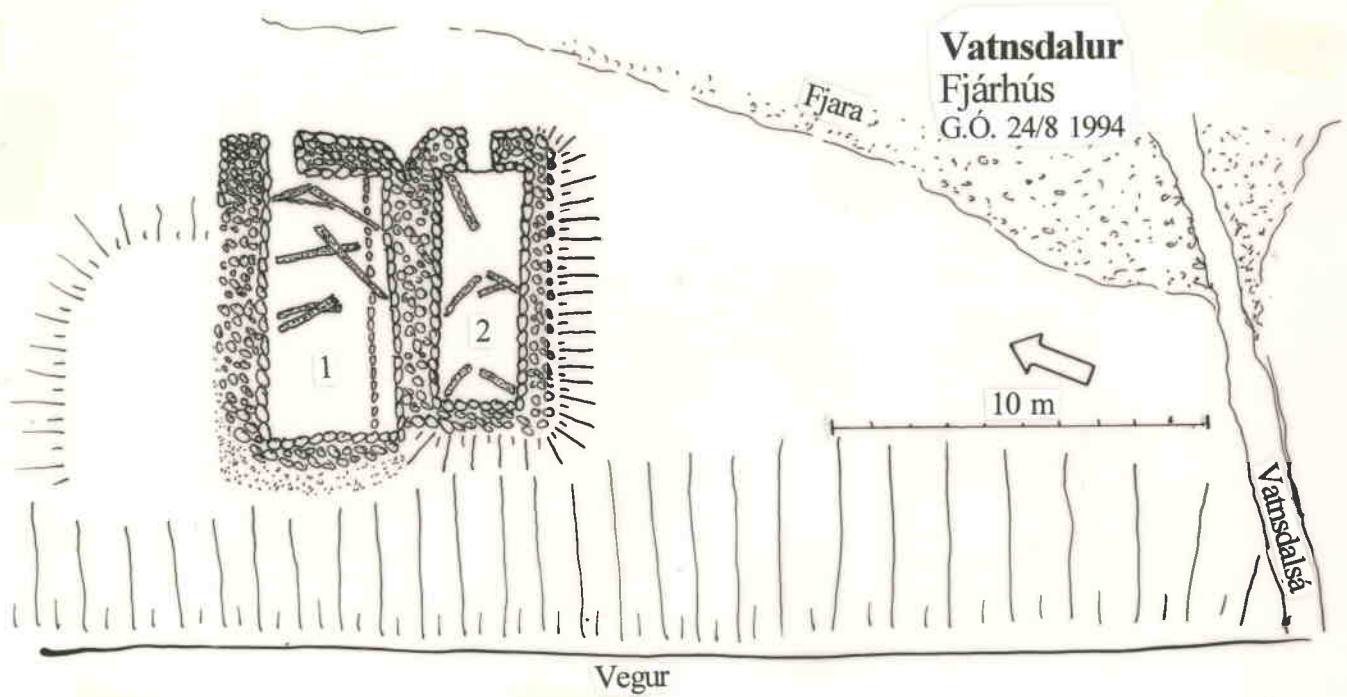 Vatnsdalur
Fjárhús
G.Ó. 24/8 1994
Fjara
1
2
10 m
Vatnsdalsá
Vegur